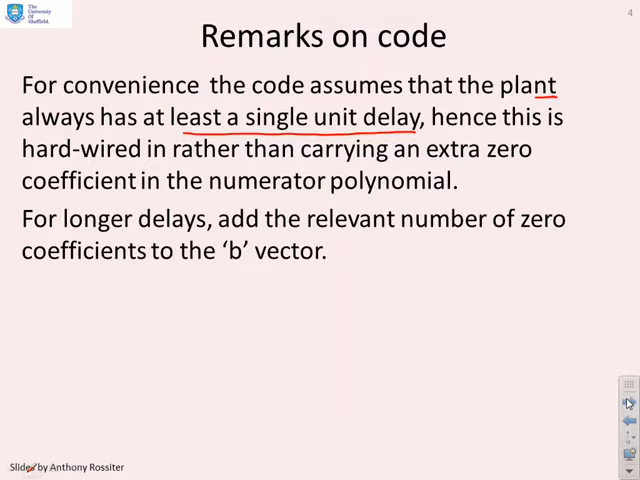 The
University
Of
Sheffield.
4
Remarks on code
For convenience the code assumes that the plant
always has at least a single unit delay, hence this is
hard-wired in rather than carrying an extra zero
coefficient in the numerator polynomial.
For longer delays, add the relevant number of zero
coefficients to the ‘b’ vector.
Slides by Anthony Rossiter